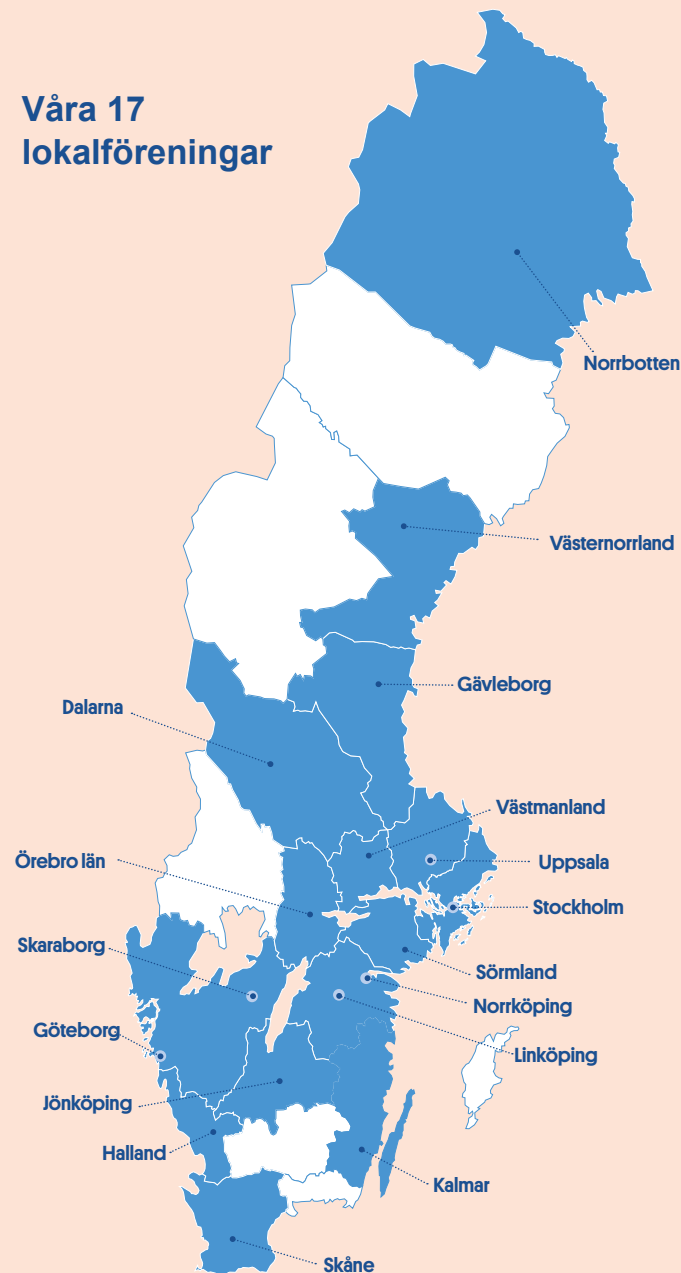 Våra 17
lokalföreningar
Norrbotten
Västernorrland
Gävleborg
Dalarna
Västmanland
Örebro län
Uppsala
Stockholm
Skaraborg
Sörmland
Norrköping
Göteborg
Linköping
Jönköping
Halland
Kalmar
Skåne